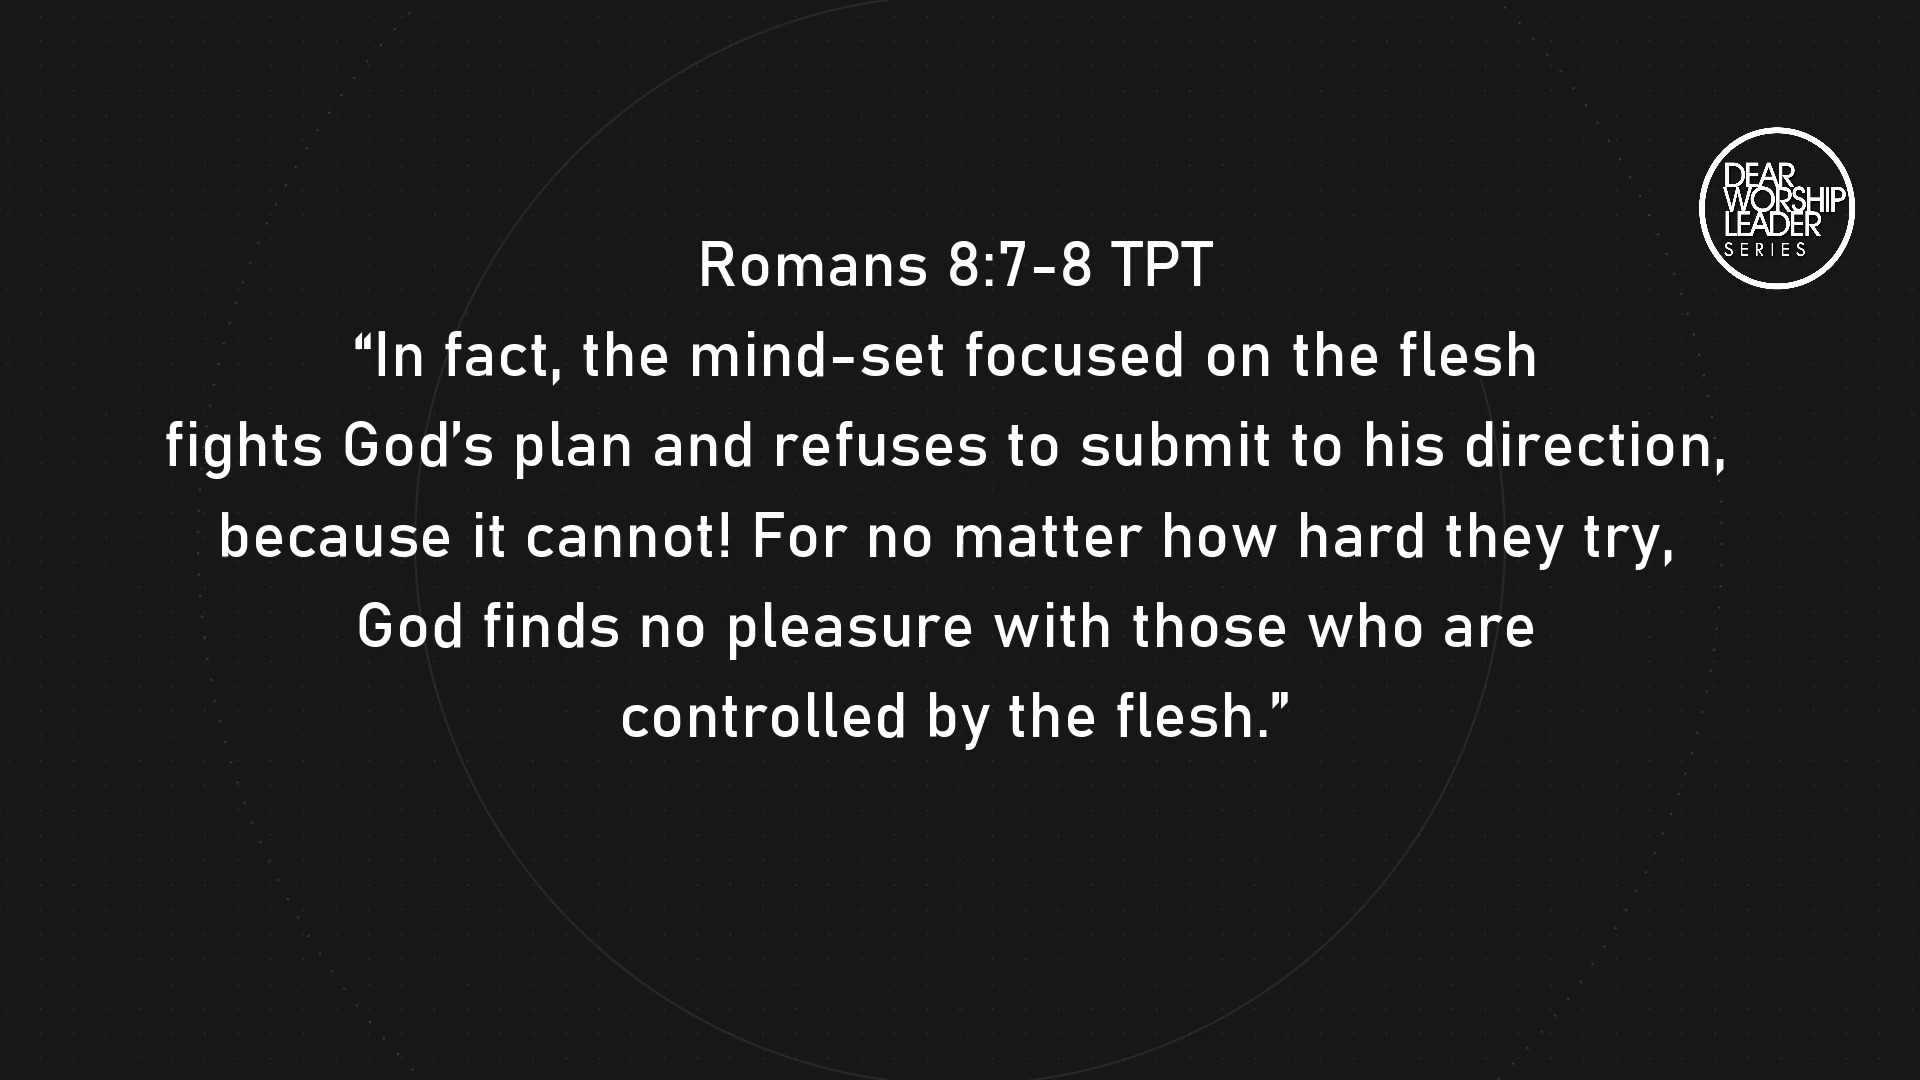 DEAR
WORSHIP
LEADER
SERIES
Romans 8:7-8 TPT
“In fact, the mind-set focused on the flesh
fights God’s plan and refuses to submit to his direction,
because it cannot! For no matter how hard they try,
God finds no pleasure with those who are
controlled by the flesh.”